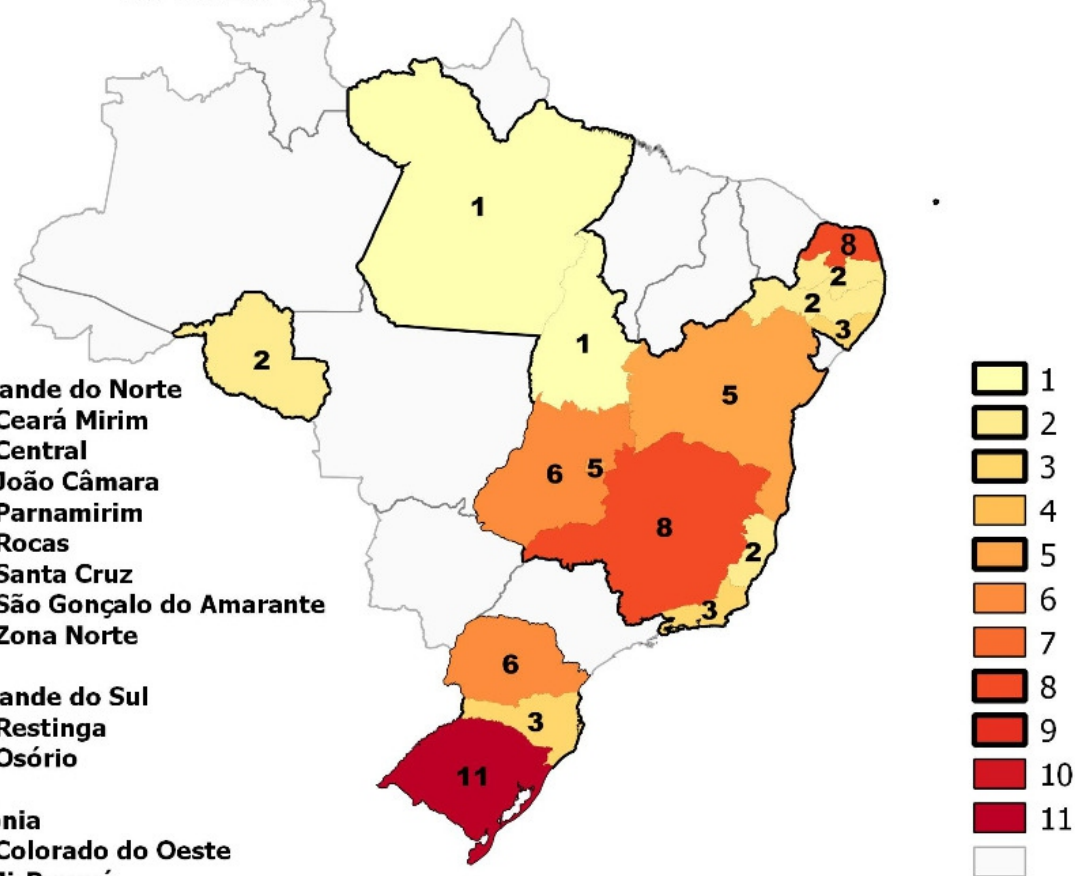 1
8
2
2
3
1
2
5
6
5
8
2
3
6
3
11
ande do Norte
Ceará Mirim
Central
João Câmara
Parnamirim
Rocas
Santa Cruz
São Gonçalo do Amarante
Zona Norte
ande do Sul
Restinga
Osório
nia
Colorado do Oeste
1
2
3
4
5
6
7
8
9
10
11